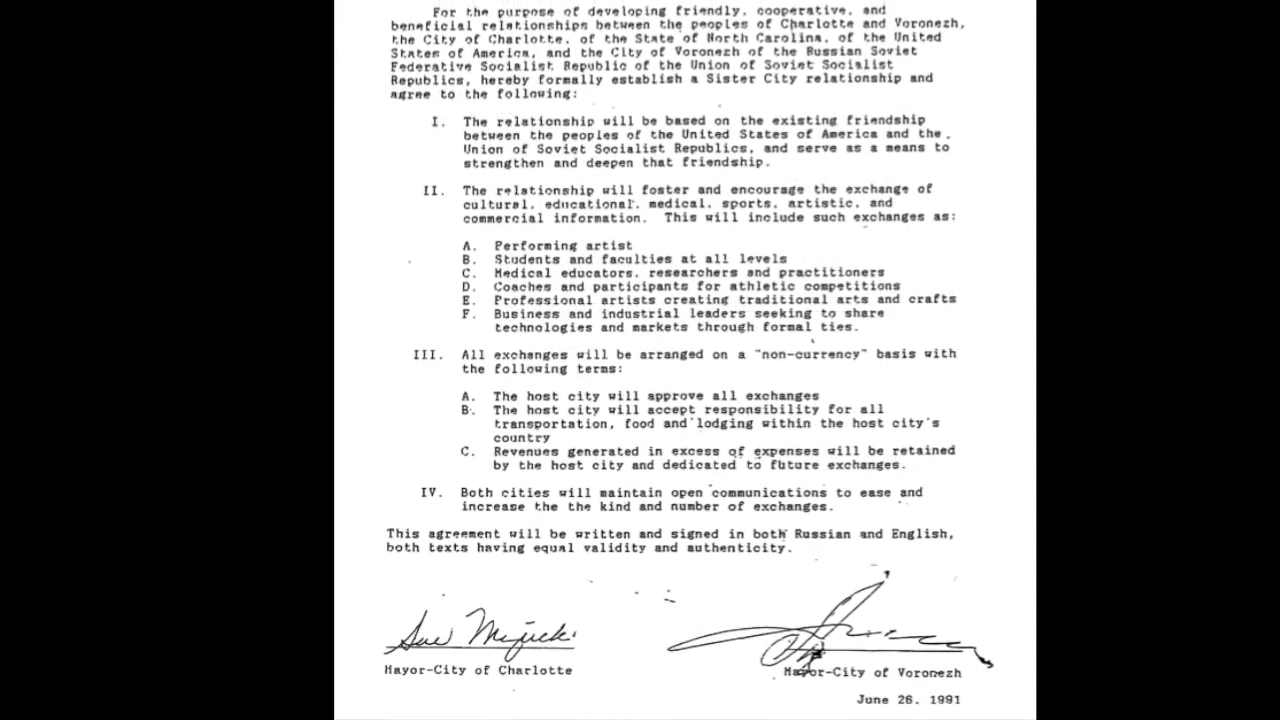 For the purpose of developing friendly, cooperative, and
beneficial relationships between the peoples of Charlotte and Voronezh,
the City of Charlotte, of the State of North Carolina, of the United
States of America, and the City of Voronezh of the Russian Soviet
Federative Socialist Republic of the Union of Soviet Socialist
Republics, hereby formally establish a Sister City relationship and
agree to the following:
I. The relationship will be based on the existing friendship
between the peoples of the United States of America and the
Union of Soviet Socialist Republics, and serve as a means to
strengthen and deepen that friendship.
II. The relationship will foster and encourage the exchange of
cultural, educational, medical, sports, artistic, and
commercial information. This will include such exchanges as:
A. Performing artist
B. Students and faculties at all levels
C. Medical educators, researchers and practitioners
D. Coaches and participants for athletic competitions
E. Professional artists creating traditional arts and crafts
F. Business and industrial leaders seeking to share
technologies and markets through formal ties.
III. All exchanges will be arranged on a "non-currency" basis with
the following terms:
A. The host city will approve all exchanges
B. The host city will accept responsibility for all
transportation, food and lodging within the host city's
country
C. Revenues generated in excess of expenses will be retained
by the host city and dedicated to future exchanges.
IV. Both cities will maintain open communications to ease and
increase the the kind and number of exchanges.
This agreement will be written and signed in both Russian and English,
both texts having equal validity and authenticity.
Sue
Mayor-City of Charlotte
Mayor-City of Voronezh
June 26, 1991